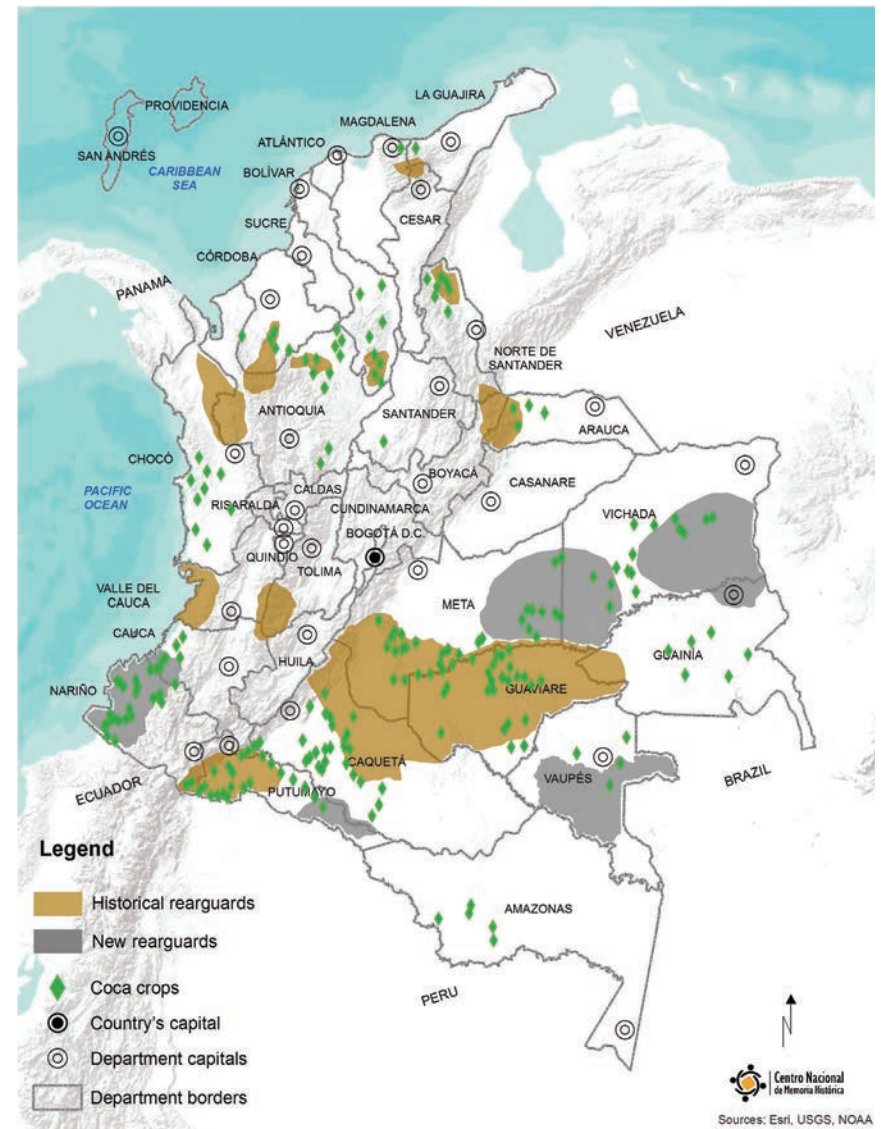 LA GUAJIRA
PROVIDENCIA
MAGDALENA
ATLÁNTICO
SAN ANDRÉS
CARIBBEAN
SEA
BOLÍVAR
CESAR
SUCRE
CÓRDOBA
PANAMA
VENEZUELA
NORTE DE
SANTANDER
ANTIOQUIA
SANTANDER
ARAUCA
CHOCÓ
BOYACÁ
CASANARE
PACIFIC
OCEAN
CALDAS
RISARALDA
CUNDINAMARCA
VICHADA
BOGOTÁ D.C.
QUINDÍO
TOLIMA
VALLE DEL
CAUCA
META
CAUCA
HUILA
GUAINÍA
NARIÑO
GUAVIARE
CAQUETÁ
ECUADOR
PUTUMAYO
VAUPÉS
BRAZIL
Legend
Historical rearguards
AMAZONAS
New rearguards
Coca crops
PERU
Country's capital
N
Department capitals
Department borders
Centro Nacional
de Memoria Histórica
Sources: Esri, USGS, NOAA